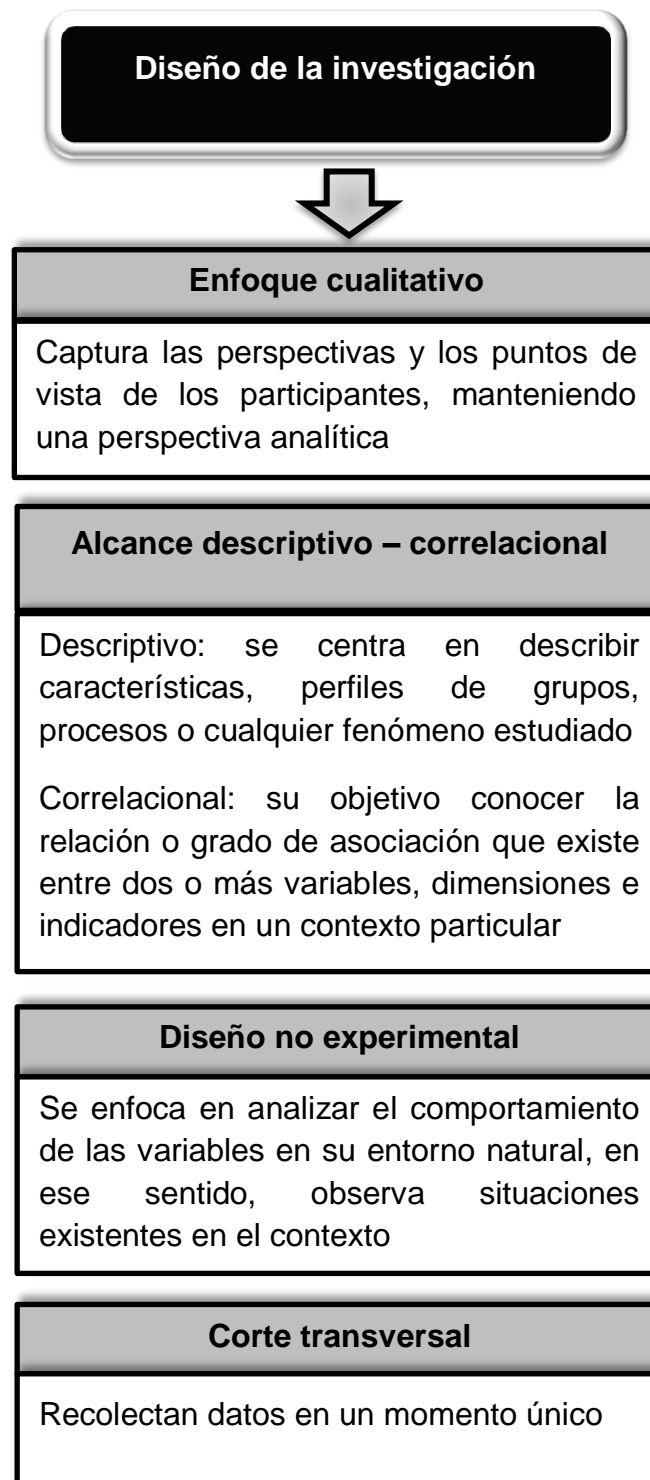 Diseño de la investigación
Enfoque cualitativo
Captura las perspectivas y los puntos de
vista de los participantes, manteniendo
una perspectiva analítica
Alcance descriptivo – correlacional
Descriptivo: se centra en describir
características, perfiles de grupos,
procesos o cualquier fenómeno estudiado
Correlacional: su objetivo conocer la
relación o grado de asociación que existe
entre dos o más variables, dimensiones e
indicadores en un contexto particular
Diseño no experimental
Se enfoca en analizar el comportamiento
de las variables en su entorno natural, en
ese sentido, observa situaciones
existentes en el contexto
Corte transversal
Recolectan datos en un momento único